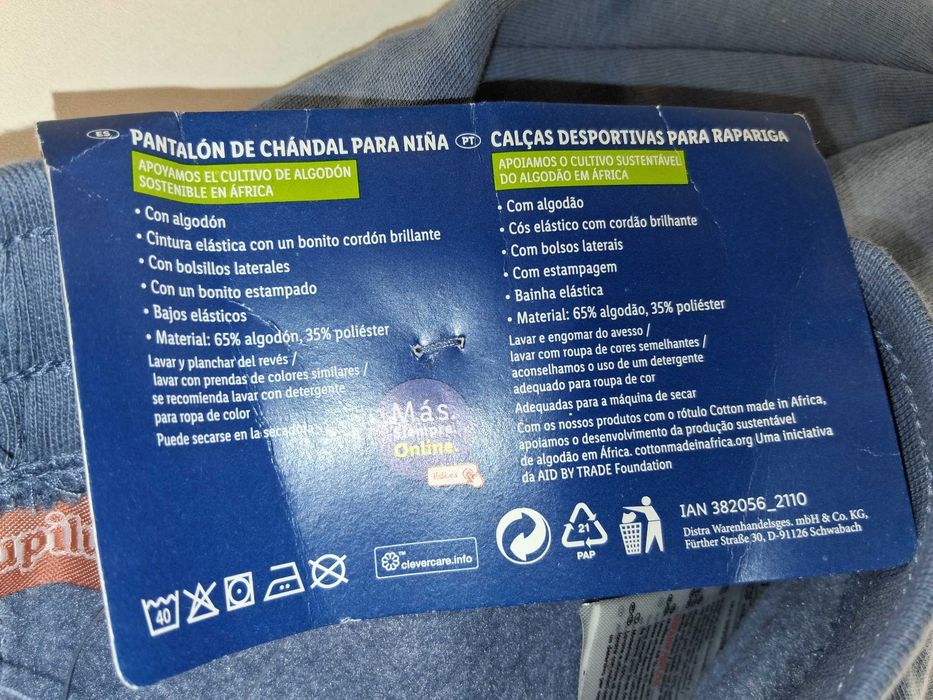 ES PANTALÓN DE CHÁNDAL PARA NIÑA
APOYAMOS EL CULTIVO DE ALGODÓN
SOSTENIBLE EN ÁFRICA
• Con algodón
• Cintura elástica con un bonito cordón brillante
• Con bolsillos laterales
• Con un bonito estampado
• Bajos elásticos
• Material: 65% algodón, 35% poliéster
Lavar y planchar del revés /
lavar con prendas de colores similares /
se recomienda lavar con detergente
para ropa de color
Puede secarse en la secadora
Más.
Siempre.
Online.
lidl.es
PT CALÇAS DESPORTIVAS PARA RAPARIGA
APOIAMOS O CULTIVO SUSTENTÁVEL
DO ALGODÃO EM ÁFRICA
• Com algodão
• Cós elástico com cordão brilhante
• Com bolsos laterais
• Com estampagem
• Bainha elástica
• Material: 65% algodão, 35% poliéster
Lavar e engomar do avesso /
lavar com roupa de cores semelhantes /
aconselhamos o uso de um detergente
adequado para roupa de cor
Adequadas para a máquina de secar
Com os nossos produtos com o rótulo Cotton made in Africa,
apoiamos o desenvolvimento da produção sustentável
de algodão em África. cottonmadeinafrica.org Uma iniciativa
da AID BY TRADE Foundation
40
TM clevercare.info
21
PAP
IAN 382056_2110
Distra Warenhandelsges. mbH & Co. KG,
Fürther Straße 30, D-91126 Schwabach
upilu